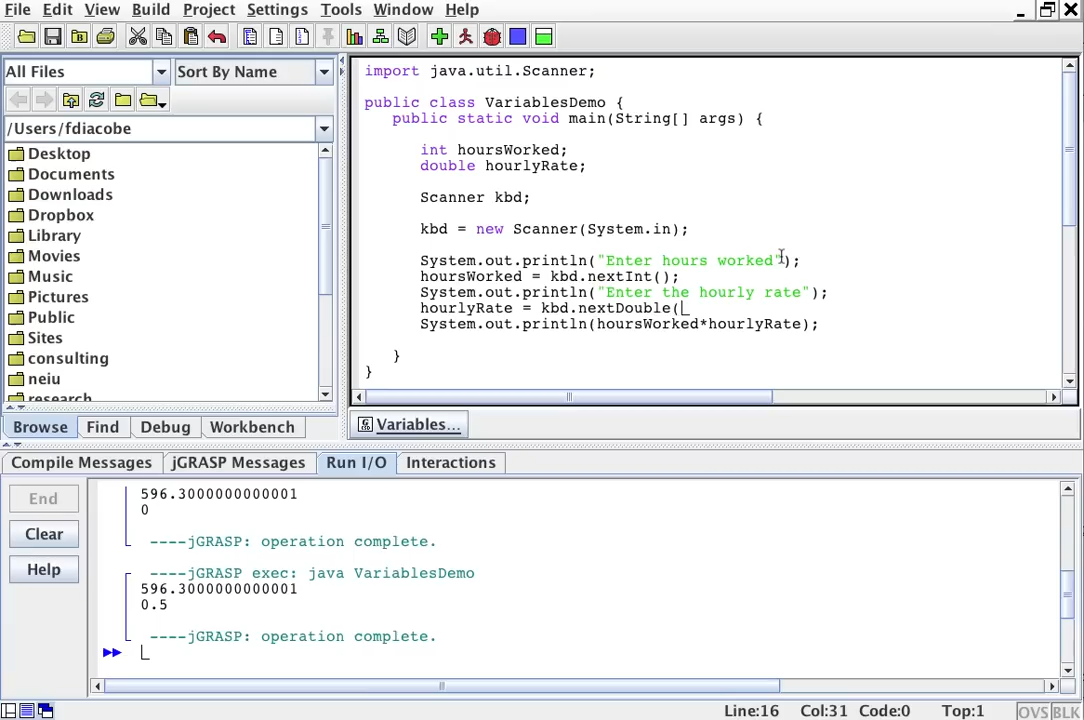 File Edit View Build Project Settings Tools Window Help
All Files Sort By Name
/Users/fdiacobe
Desktop
Documents
Downloads
Dropbox
Library
Movies
Music
Pictures
Public
Sites
consulting
neiu
research
Browse Find Debug Workbench
import java.util.Scanner;
public class VariablesDemo {
public static void main(String[] args) {
int hoursWorked;
double hourlyRate;
Scanner kbd;
kbd = new Scanner(System.in);
System.out.println("Enter hours worked");
hoursWorked = kbd.nextInt();
System.out.println("Enter the hourly rate");
hourlyRate = kbd.nextDouble(
System.out.println(hoursWorked*hourlyRate);
}
}
Variables...
Compile Messages jGRASP Messages Run I/O Interactions
End
Clear
Help
596.3000000000001
0
----jGRASP: operation complete.
----jGRASP exec: java VariablesDemo
596.3000000000001
0.5
----jGRASP: operation complete.
Line:16 Col:31 Code:0 Top:1 OVS BLK